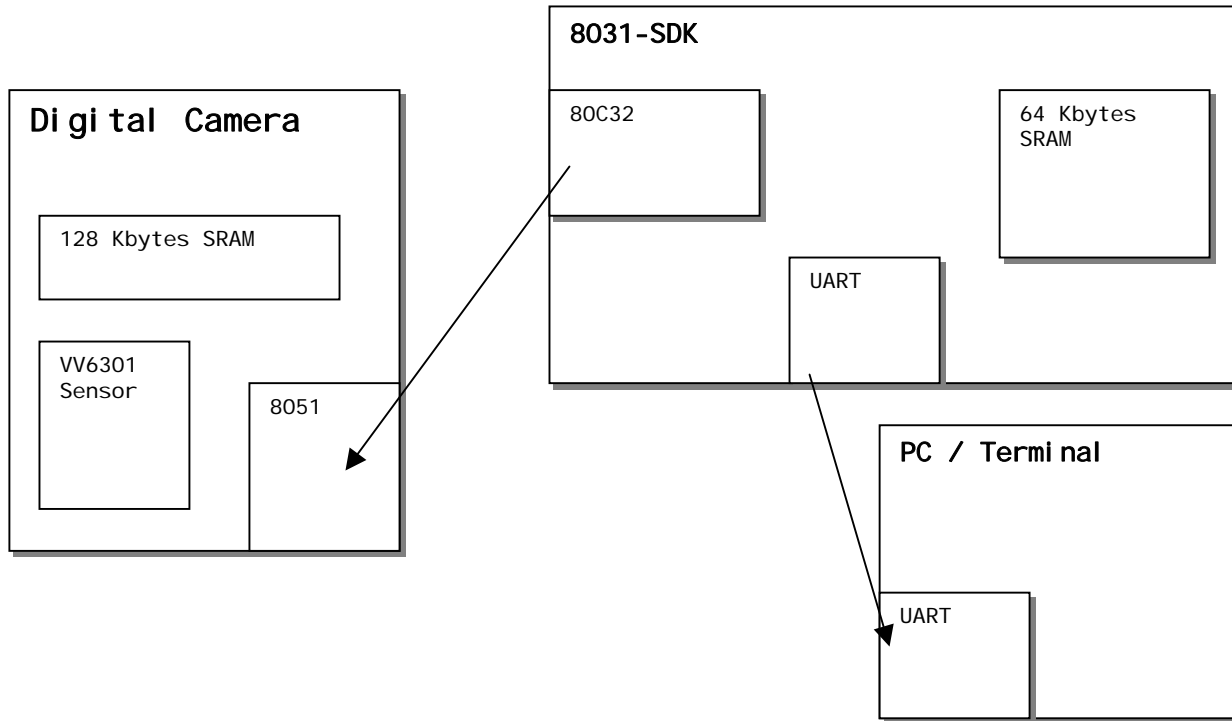 8031-SDK
Digital Camera
80C32
64 Kbytes
SRAM
128 Kbytes SRAM
UART
VV6301
Sensor
8051
PC / Terminal
UART